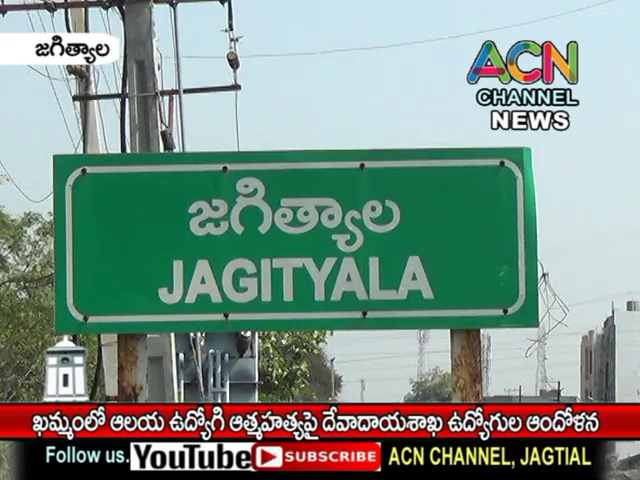 జగిత్యాల
ACN
CHANNEL
NEWS
జగిత్యాల
JAGITYALA
ఖమ్మంలో ఆలయ ఉద్యోగి ఆత్మహత్యపై దేవాదాయశాఖ ఉద్యోగుల ఆందోళన
Follow us. YouTube SUBSCRIBE ACN CHANNEL, JAGTIAL